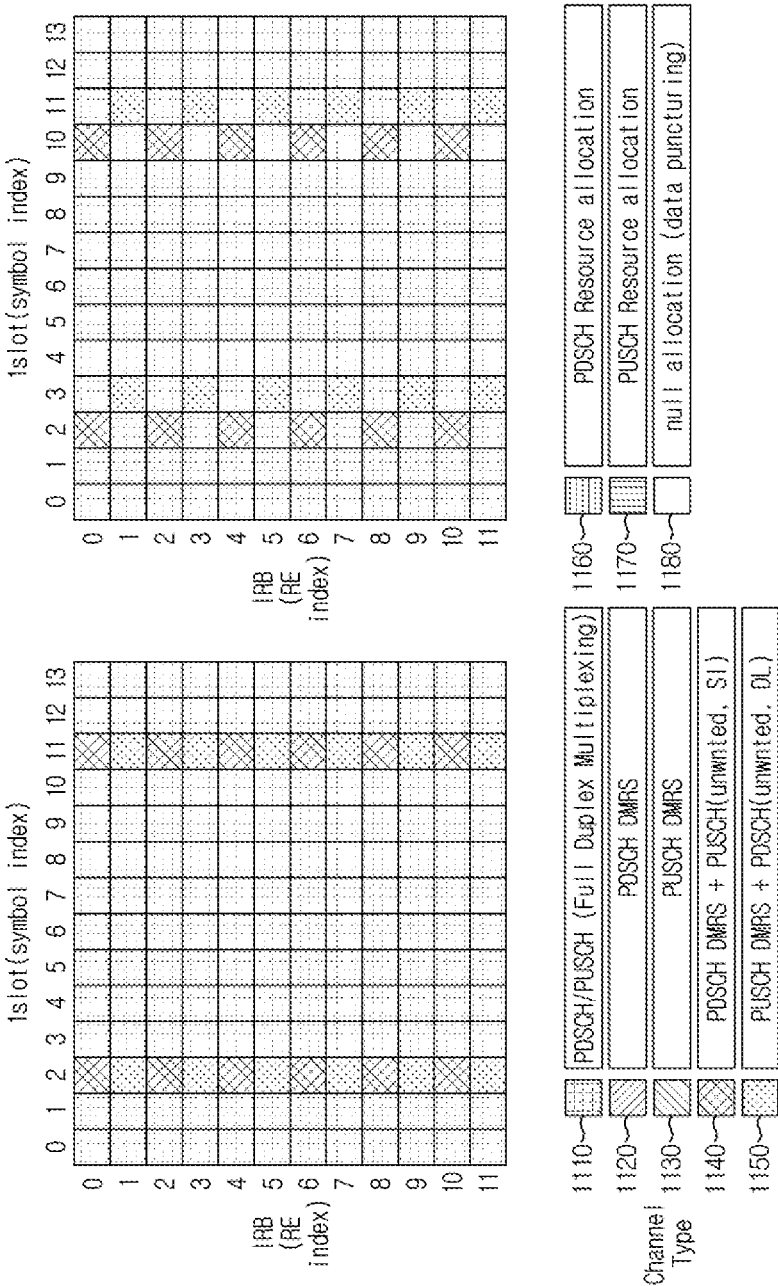 1slot(symbol index)
0 1 2 3 4 5 6 7 8 9 10 11 12 13
1RB
(RE
index)
0
1
2
3
4
5
6
7
8
9
10
11
1slot(symbol index)
0 1 2 3 4 5 6 7 8 9 10 11 12 13
1RB
(RE
index)
0
1
2
3
4
5
6
7
8
9
10
11
Channel
Type
1110 PDSCH/PUSCH (Full Duplex Multiplexing)
1120 PDSCH DMRS
1130 PUSCH DMRS
1140 PDSCH DMRS + PUSCH(unwnted, SI)
1150 PUSCH DMRS + PDSCH(unwnted, DL)
1160 PDSCH Resource allocation
1170 PUSCH Resource allocation
1180 null allocation (data puncturing)